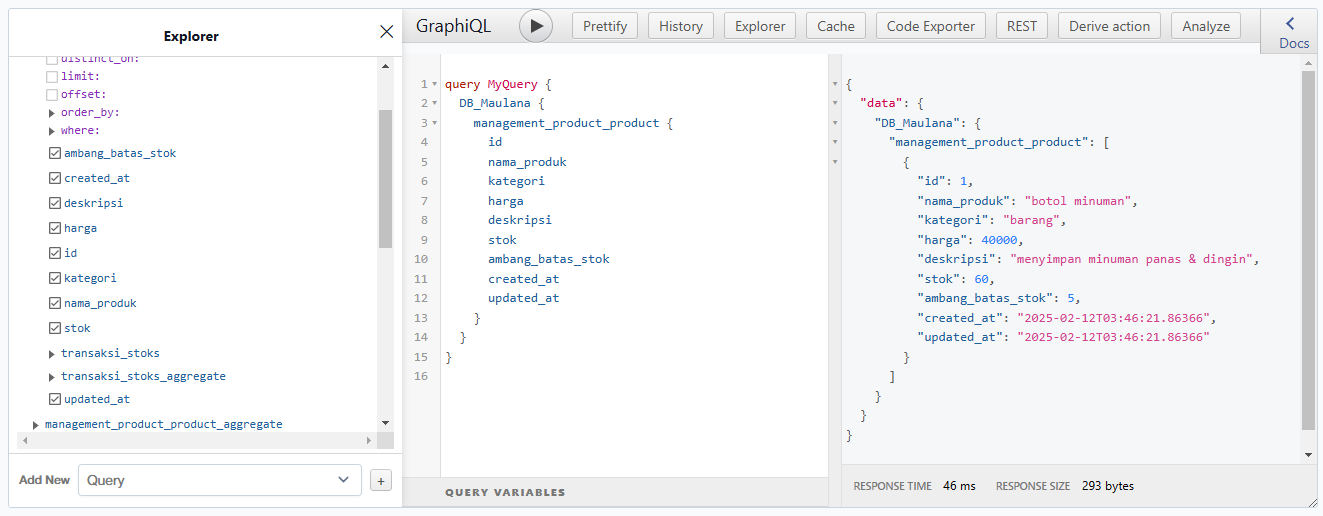 Explorer
distinct_on:
limit:
offset:
order_by:
where:
ambang_batas_stok
created_at
deskripsi
harga
id
kategori
nama_produk
stok
transaksi_stoks
transaksi_stoks_aggregate
updated_at
management_product_product_aggregate
Add New Query +
GraphiQL Prettify History Explorer Cache Code Exporter REST Derive action Analyze Docs
1 query MyQuery {
2 DB_Maulana {
3 management_product_product {
4 id
5 nama_produk
6 kategori
7 harga
8 deskripsi
9 stok
10 ambang_batas_stok
11 created_at
12 updated_at
13 }
14 }
15 }
16
QUERY VARIABLES
{
"data": {
"DB_Maulana": {
"management_product_product": [
{
"id": 1,
"nama_produk": "botol minuman",
"kategori": "barang",
"harga": 40000,
"deskripsi": "menyimpan minuman panas & dingin",
"stok": 60,
"ambang_batas_stok": 5,
"created_at": "2025-02-12T03:46:21.86366",
"updated_at": "2025-02-12T03:46:21.86366"
}
]
}
}
}
RESPONSE TIME 46 ms RESPONSE SIZE 293 bytes